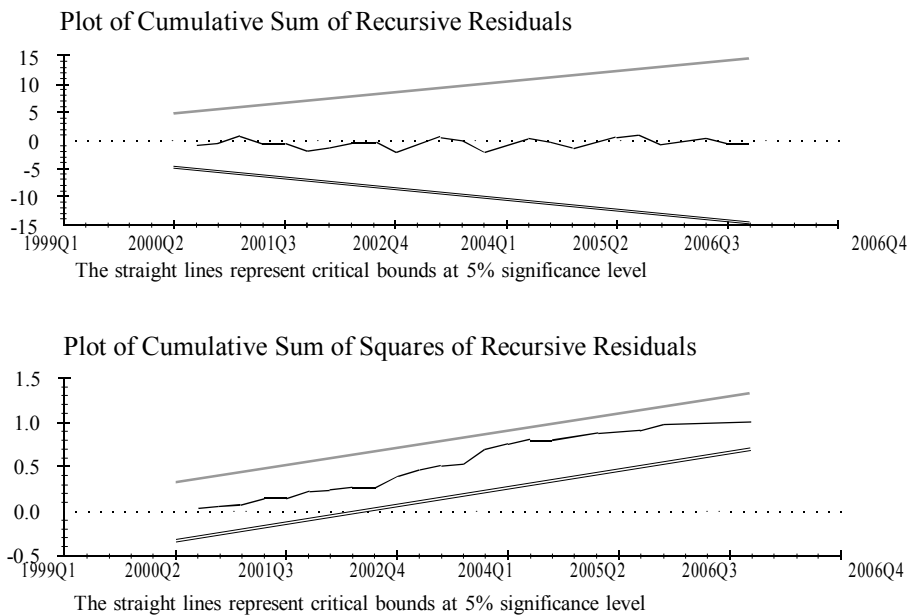 Plot of Cumulative Sum of Recursive Residuals
15
10
5
0
-5
-10
-15
1999Q1 2000Q2 2001Q3 2002Q4 2004Q1 2005Q2 2006Q3 2006Q4
The straight lines represent critical bounds at 5% significance level
Plot of Cumulative Sum of Squares of Recursive Residuals
1.5
1.0
0.5
0.0
-0.5
1999Q1 2000Q2 2001Q3 2002Q4 2004Q1 2005Q2 2006Q3 2006Q4
The straight lines represent critical bounds at 5% significance level